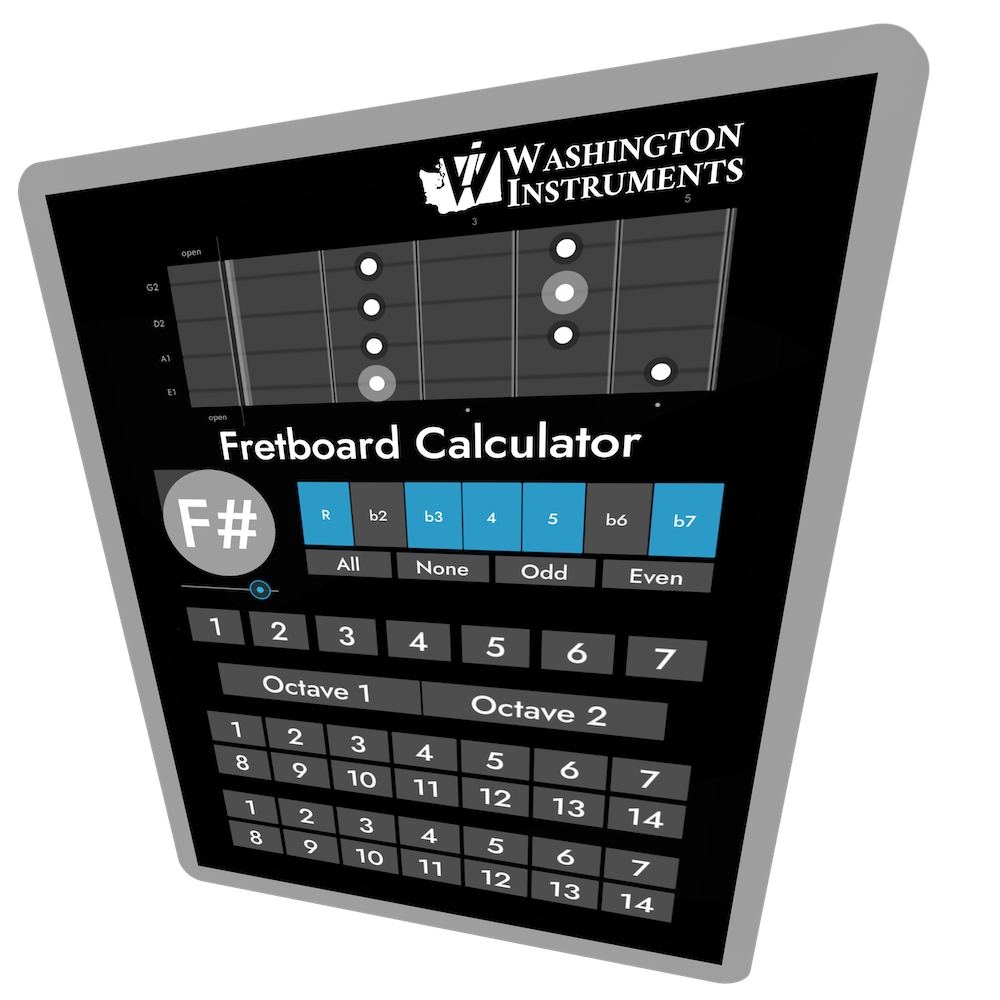 WASHINGTON
INSTRUMENTS
3 5
open
G2
D2
A1
E1
open
Fretboard Calculator
F#
R b2 b3 4 5 b6 b7
All None Odd Even
1 2 3 4 5 6 7
Octave 1 Octave 2
1 2 3 4 5 6 7
8 9 10 11 12 13 14
1 2 3 4 5 6 7
8 9 10 11 12 13 14